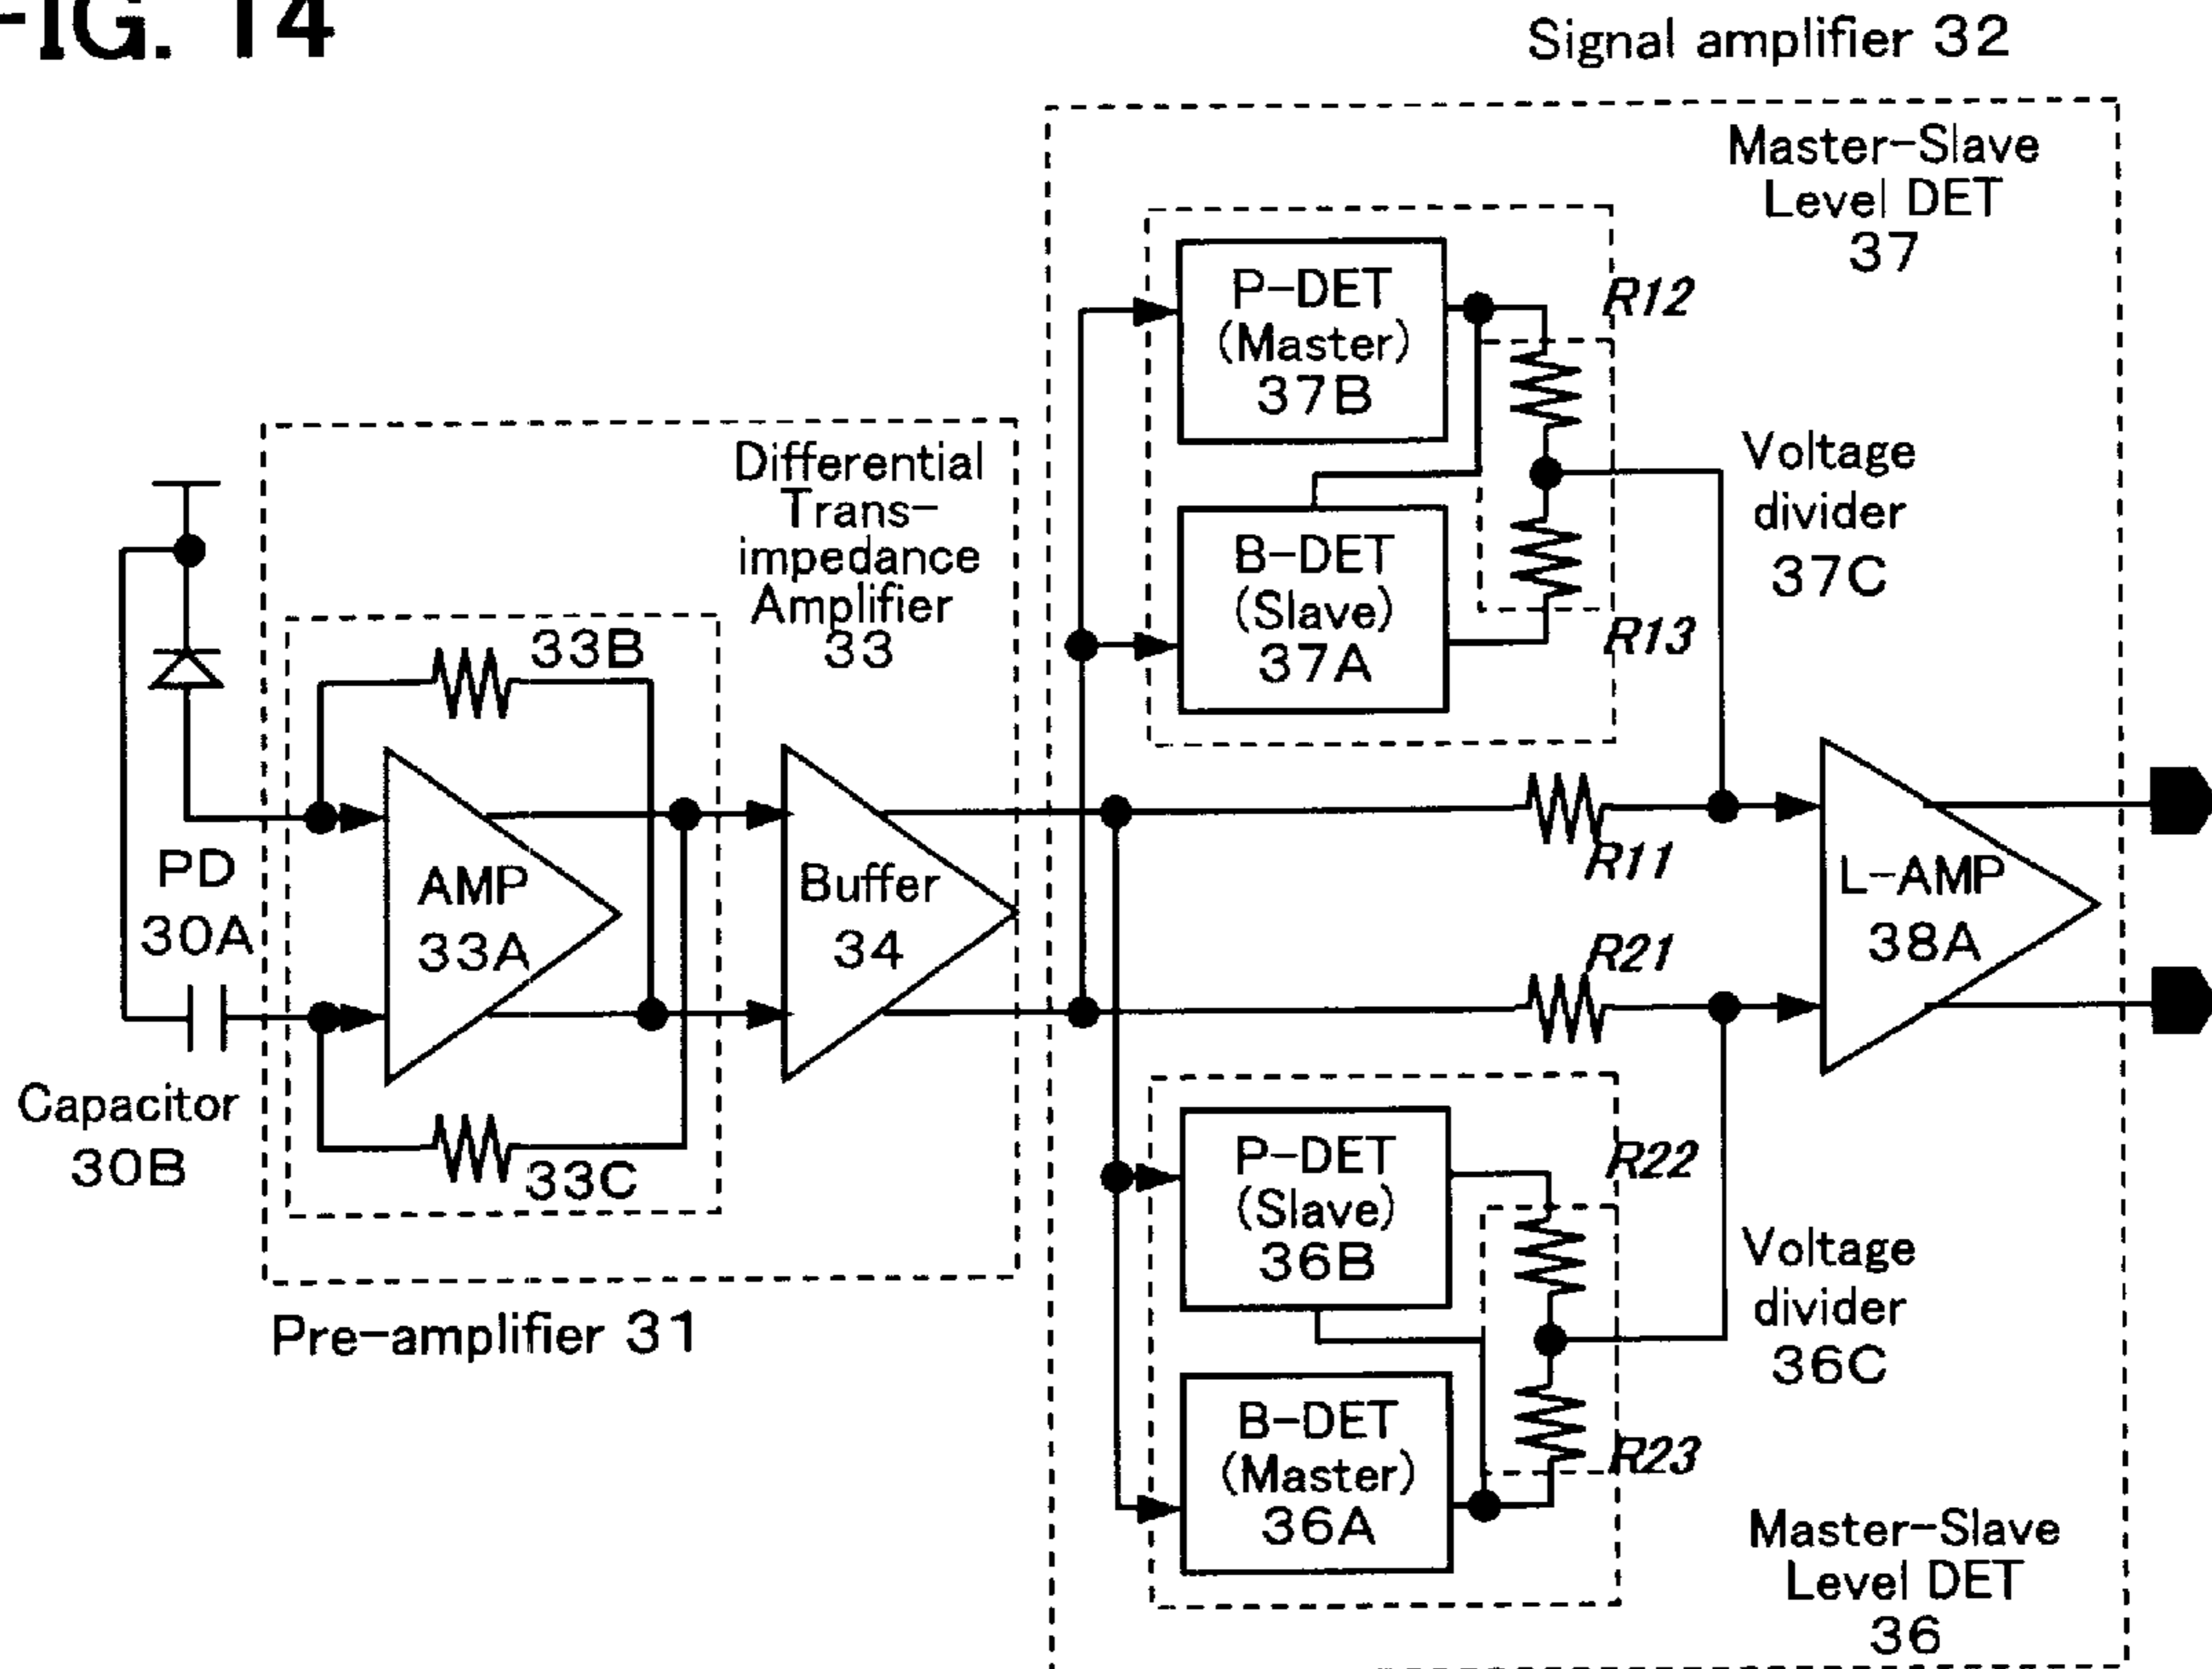 FIG. 14
Signal amplifier 32
Master-Slave
Level DET
37
P-DET
(Master)
37B
R12
Voltage
divider
37C
B-DET
(Slave)
37A
R13
Differential
Trans-
impedance
Amplifier
33
33B
PD
30A
AMP
33A
Buffer
34
R11
R21
L-AMP
38A
Capacitor
30B
33C
Pre-amplifier 31
P-DET
(Slave)
36B
R22
Voltage
divider
36C
B-DET
(Master)
36A
R23
Master-Slave
Level DET
36